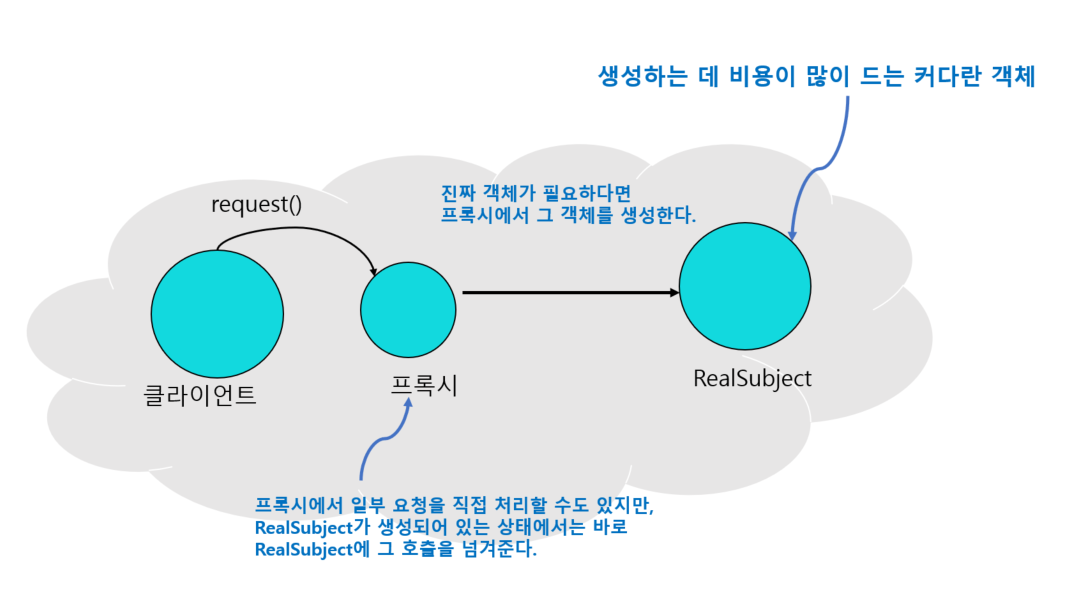 생성하는 데 비용이 많이 드는 커다란 객체
진짜 객체가 필요하다면
프록시에서 그 객체를 생성한다.
request()
클라이언트
프록시
RealSubject
프록시에서 일부 요청을 직접 처리할 수도 있지만,
RealSubject가 생성되어 있는 상태에서는 바로
RealSubject에 그 호출을 넘겨준다.